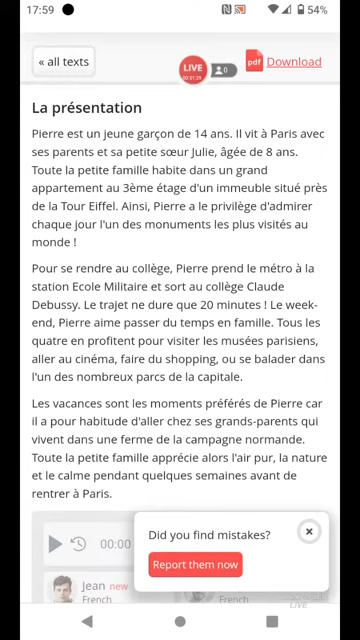 17:59
54%
« all texts
LIVE
00:01:29
0
pdf
Download
La présentation
Pierre est un jeune garçon de 14 ans. Il vit à Paris avec
ses parents et sa petite sœur Julie, âgée de 8 ans.
Toute la petite famille habite dans un grand
appartement au 3ème étage d'un immeuble situé près
de la Tour Eiffel. Ainsi, Pierre a le privilège d'admirer
chaque jour l'un des monuments les plus visités au
monde !
Pour se rendre au collège, Pierre prend le métro à la
station Ecole Militaire et sort au collège Claude
Debussy. Le trajet ne dure que 20 minutes ! Le week-
end, Pierre aime passer du temps en famille. Tous les
quatre en profitent pour visiter les musées parisiens,
aller au cinéma, faire du shopping, ou se balader dans
l'un des nombreux parcs de la capitale.
Les vacances sont les moments préférés de Pierre car
il a pour habitude d'aller chez ses grands-parents qui
vivent dans une ferme de la campagne normande.
Toute la petite famille apprécie alors l'air pur, la nature
et le calme pendant quelques semaines avant de
rentrer à Paris.
Did you find mistakes?
Report them now
00:00
Jean new
French
French
LIVE